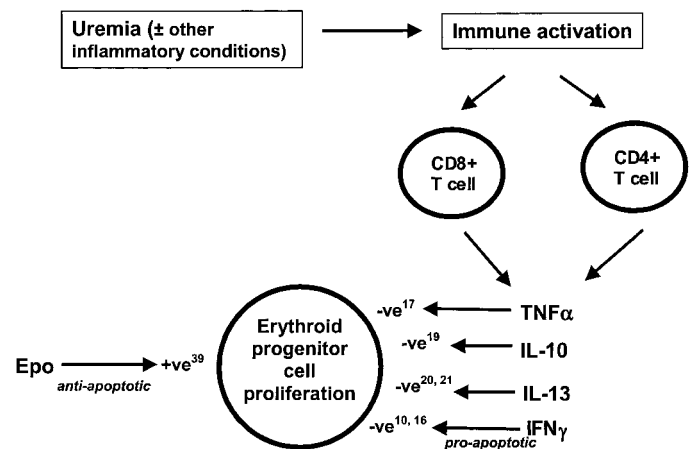 Uremia (± other
inflammatory conditions)
Immune activation
CD8+
T cell
CD4+
T cell
-ve17
TNFα
Erythroid
progenitor
cell
proliferation
-ve19
IL-10
Epo
+ve39
anti-apoptotic
-ve20, 21
IL-13
-ve10, 16
IFNγ
pro-apoptotic